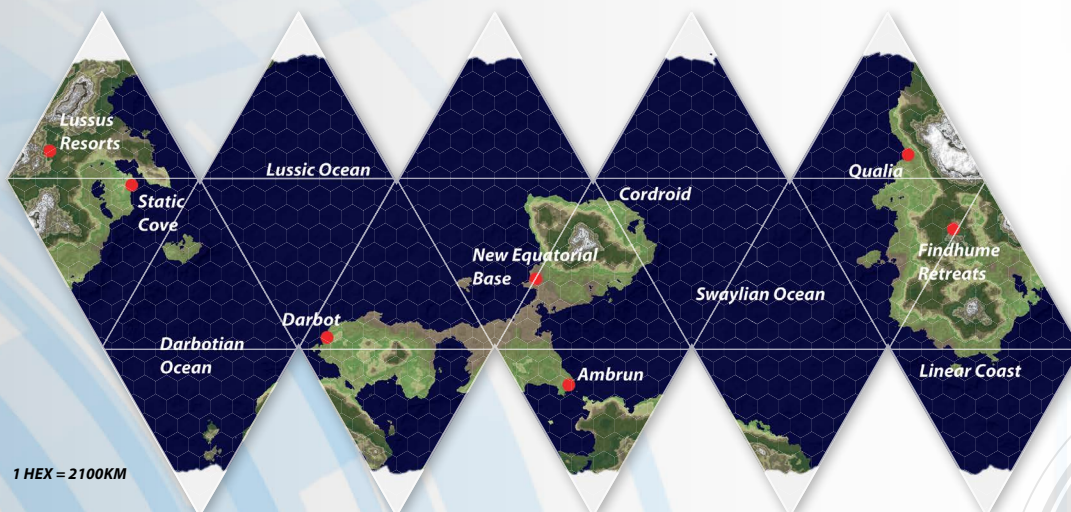 Lussus
Resorts
Lussic Ocean
Qualia
Static
Cove
Cordroid
New Equatorial
Base
Findhume
Retreats
Swaylian Ocean
Darbot
Darbotian
Ocean
Ambrun
Linear Coast
1 HEX = 2100KM